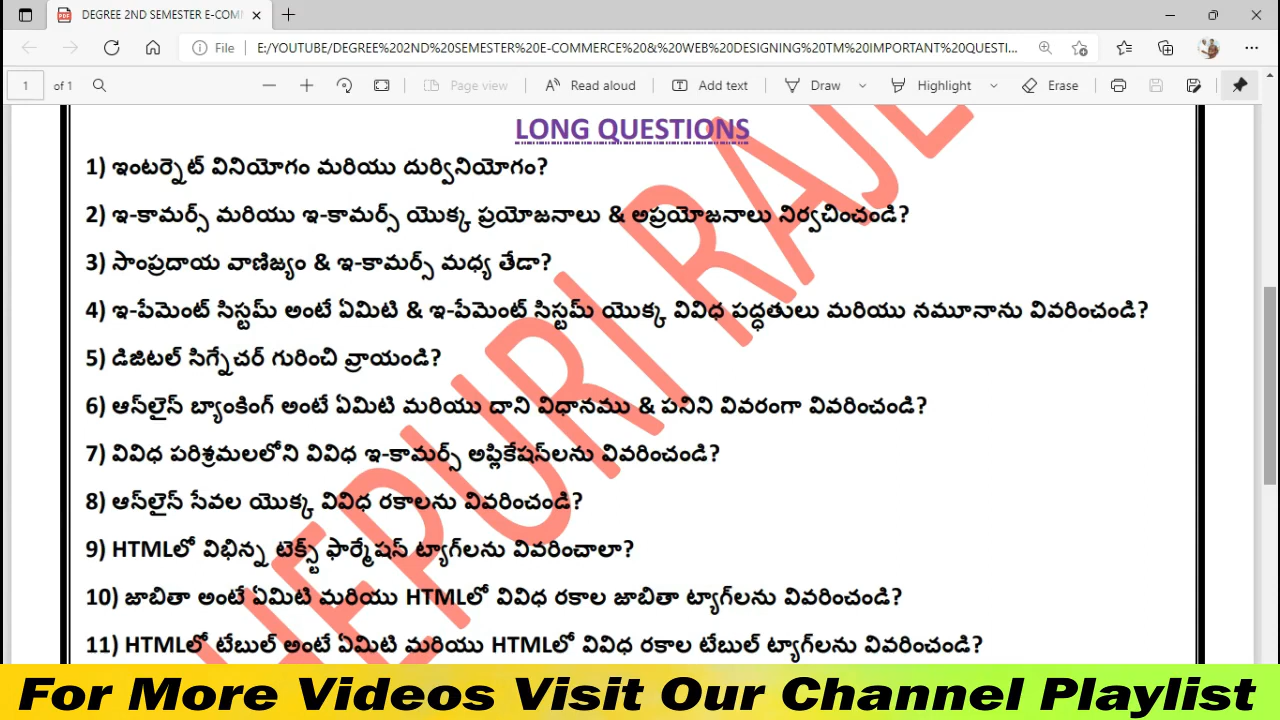 DEGREE 2ND SEMESTER E-COMM
File
E:/YOUTUBE/DEGREE%202ND%20SEMESTER%20E-COMMERCE%20&%20WEB%20DESIGNING%20TM%20IMPORTANT%20QUESTI...
1 of 1
Page view
Read aloud
Add text
Draw
Highlight
Erase
LONG QUESTIONS
1) ఇంటర్నెట్ వినియోగం మరియు దుర్వినియోగం?
2) ఇ-కామర్స్ మరియు ఇ-కామర్స్ యొక్క ప్రయోజనాలు & అప్రయోజనాలు నిర్వచించండి?
3) సాంప్రదాయ వాణిజ్యం & ఇ-కామర్స్ మధ్య తేడా?
4) ఇ-పేమెంట్ సిస్టమ్ అంటే ఏమిటి & ఇ-పేమెంట్ సిస్టమ్ యొక్క వివిధ పద్ధతులు మరియు నమూనాను వివరించండి?
5) డిజిటల్ సిగ్నేచర్ గురించి వ్రాయండి?
6) ఆన్‌లైన్ బ్యాంకింగ్ అంటే ఏమిటి మరియు దాని విధానము & పనిని వివరంగా వివరించండి?
7) వివిధ పరిశ్రమలలోని వివిధ ఇ-కామర్స్ అప్లికేషన్‌లను వివరించండి?
8) ఆన్‌లైన్ సేవల యొక్క వివిధ రకాలను వివరించండి?
9) HTMLలో విభిన్న టెక్స్ట్ ఫార్మేషన్ ట్యాగ్‌లను వివరించాలా?
10) జాబితా అంటే ఏమిటి మరియు HTMLలో వివిధ రకాల జాబితా ట్యాగ్‌లను వివరించండి?
11) HTMLలో టేబుల్ అంటే ఏమిటి మరియు HTMLలో వివిధ రకాల టేబుల్ ట్యాగ్‌లను వివరించండి?
HEPURI RAJE
For More Videos Visit Our Channel Playlist